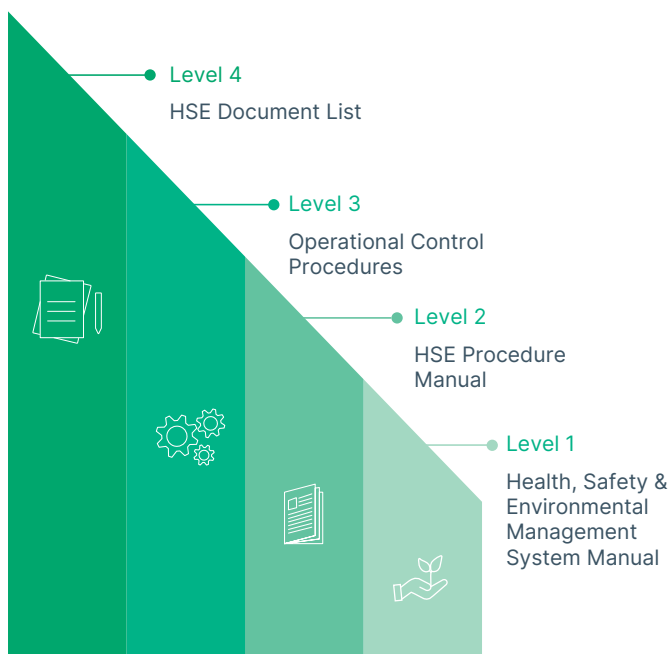 Level 4
HSE Document List
Level 3
Operational Control
Procedures
Level 2
HSE Procedure
Manual
Level 1
Health, Safety &
Environmental
Management
System Manual